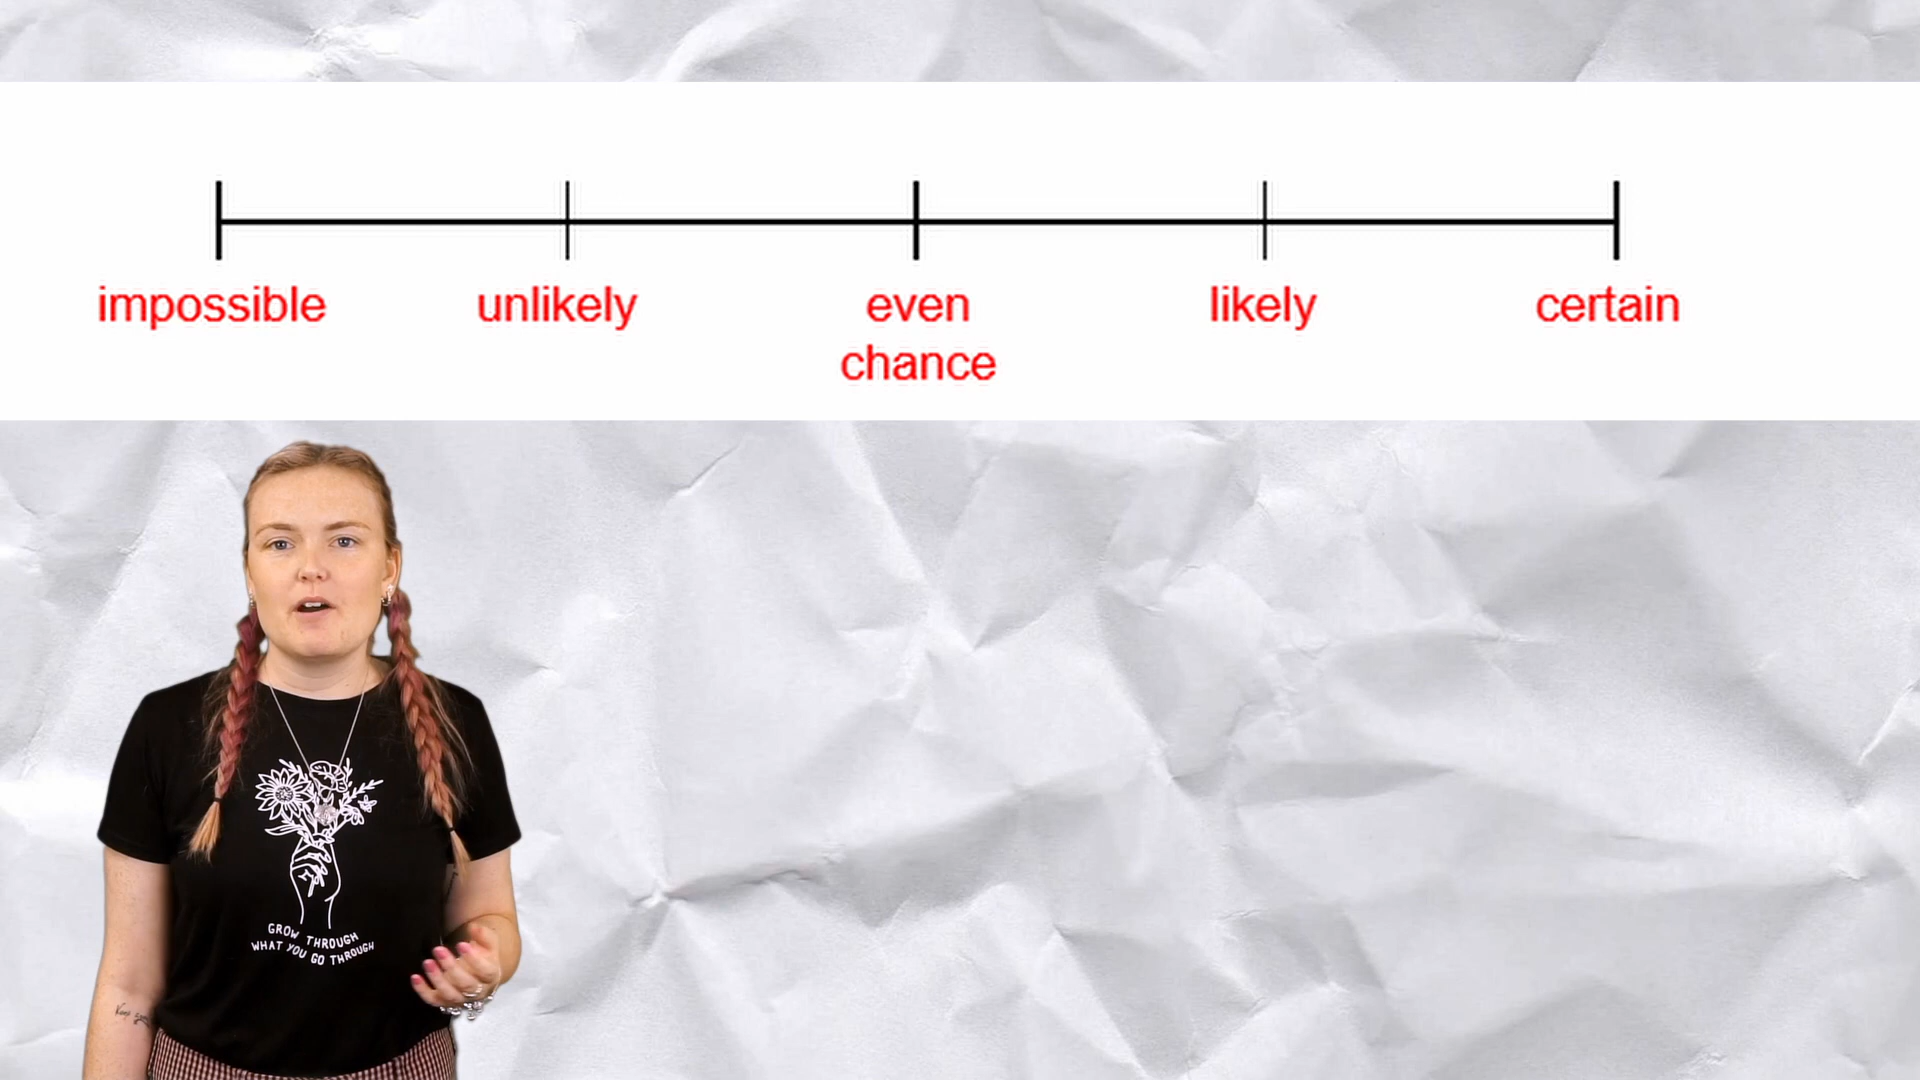 impossible unlikely even likely certain
chance
GROW THROUGH
WHAT YOU GO THROUGH